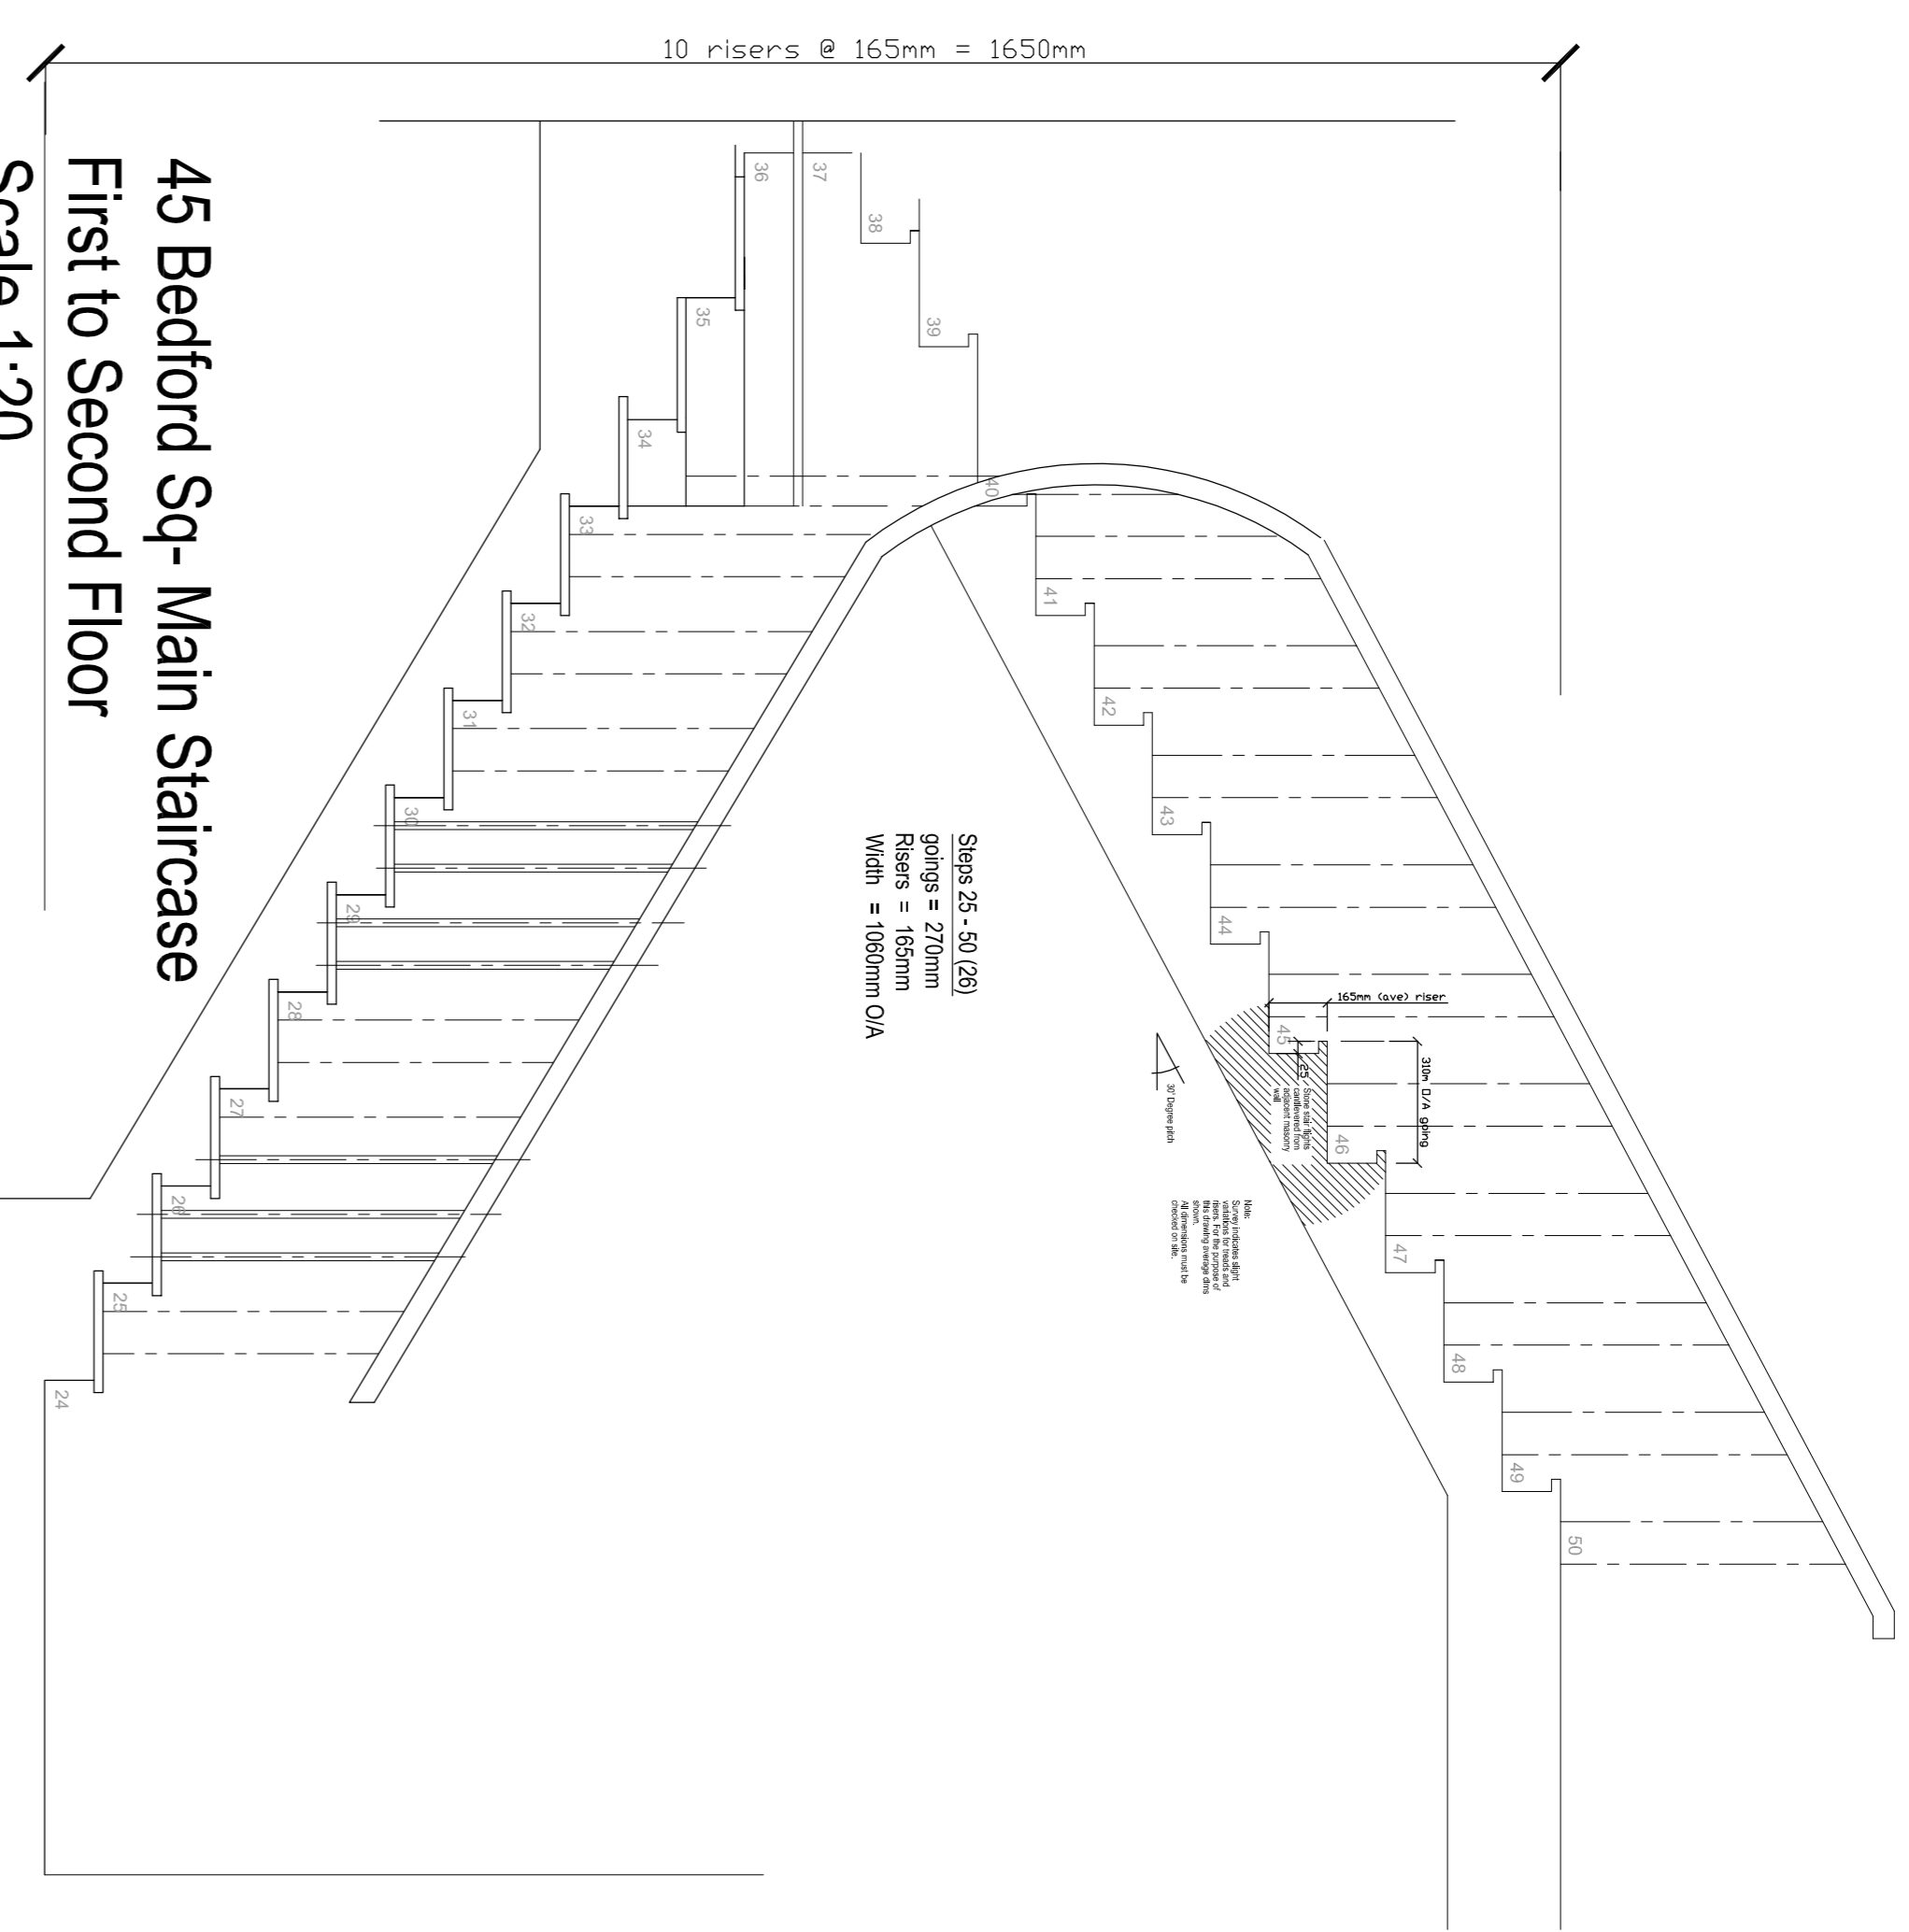 10 risers @ 165mm = 1650mm
45 Bedford Sq- Main Staircase
First to Second Floor
Scale 1:20
Steps 25 - 50 (26)
goings = 270mm
Risers = 165mm
Width = 1060mm O/A
165mm (ave) riser
310m O/A going
25
Stone stair flights
cantilevered from
adjacent masonry
wall
30° Degree pitch
Note:
Survey indicates slight
variations for treads and
risers. For the purpose of
this drawing average dims
shown.
All dimensions must be
checked on site.
24
25
26
27
28
29
30
31
32
33
34
35
36
37
38
39
40
41
42
43
44
45
46
47
48
49
50